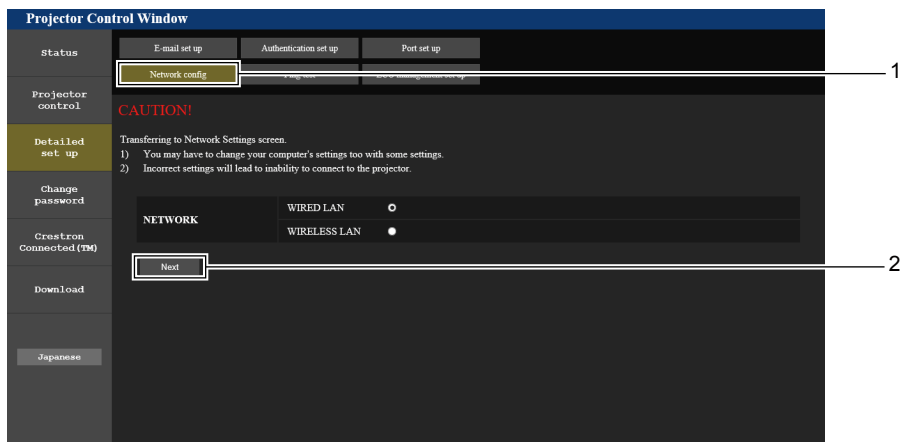 Projector Control Window
Status
Projector
control
Detailed
set up
Change
password
Crestron
Connected(TM)
Download
Japanese
E-mail set up
Authentication set up
Port set up
Network config
1
CAUTION!
Transferring to Network Settings screen.
1) You may have to change your computer's settings too with some settings.
2) Incorrect settings will lead to inability to connect to the projector.
NETWORK
WIRED LAN
WIRELESS LAN
Next
2